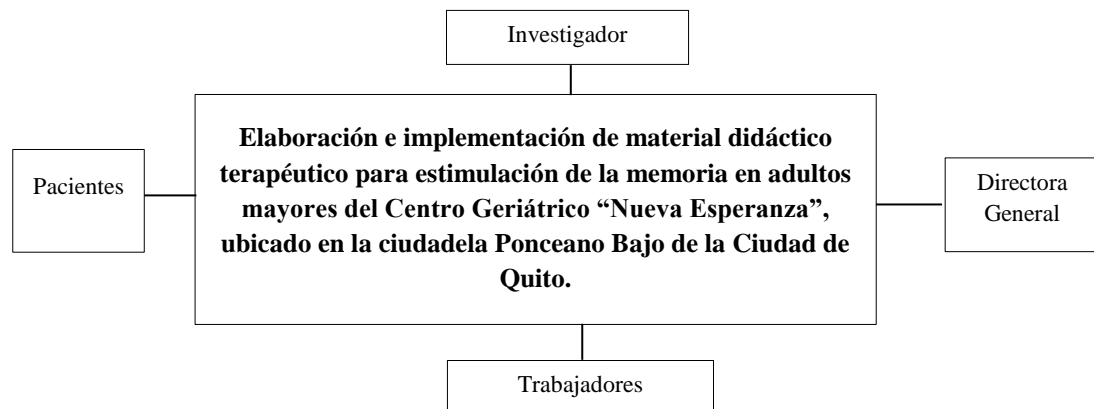 Investigador
Elaboración e implementación de material didáctico
terapéutico para estimulación de la memoria en adultos
mayores del Centro Geriátrico “Nueva Esperanza”,
ubicado en la ciudadela Ponceano Bajo de la Ciudad de
Quito.
Pacientes
Directora
General
Trabajadores